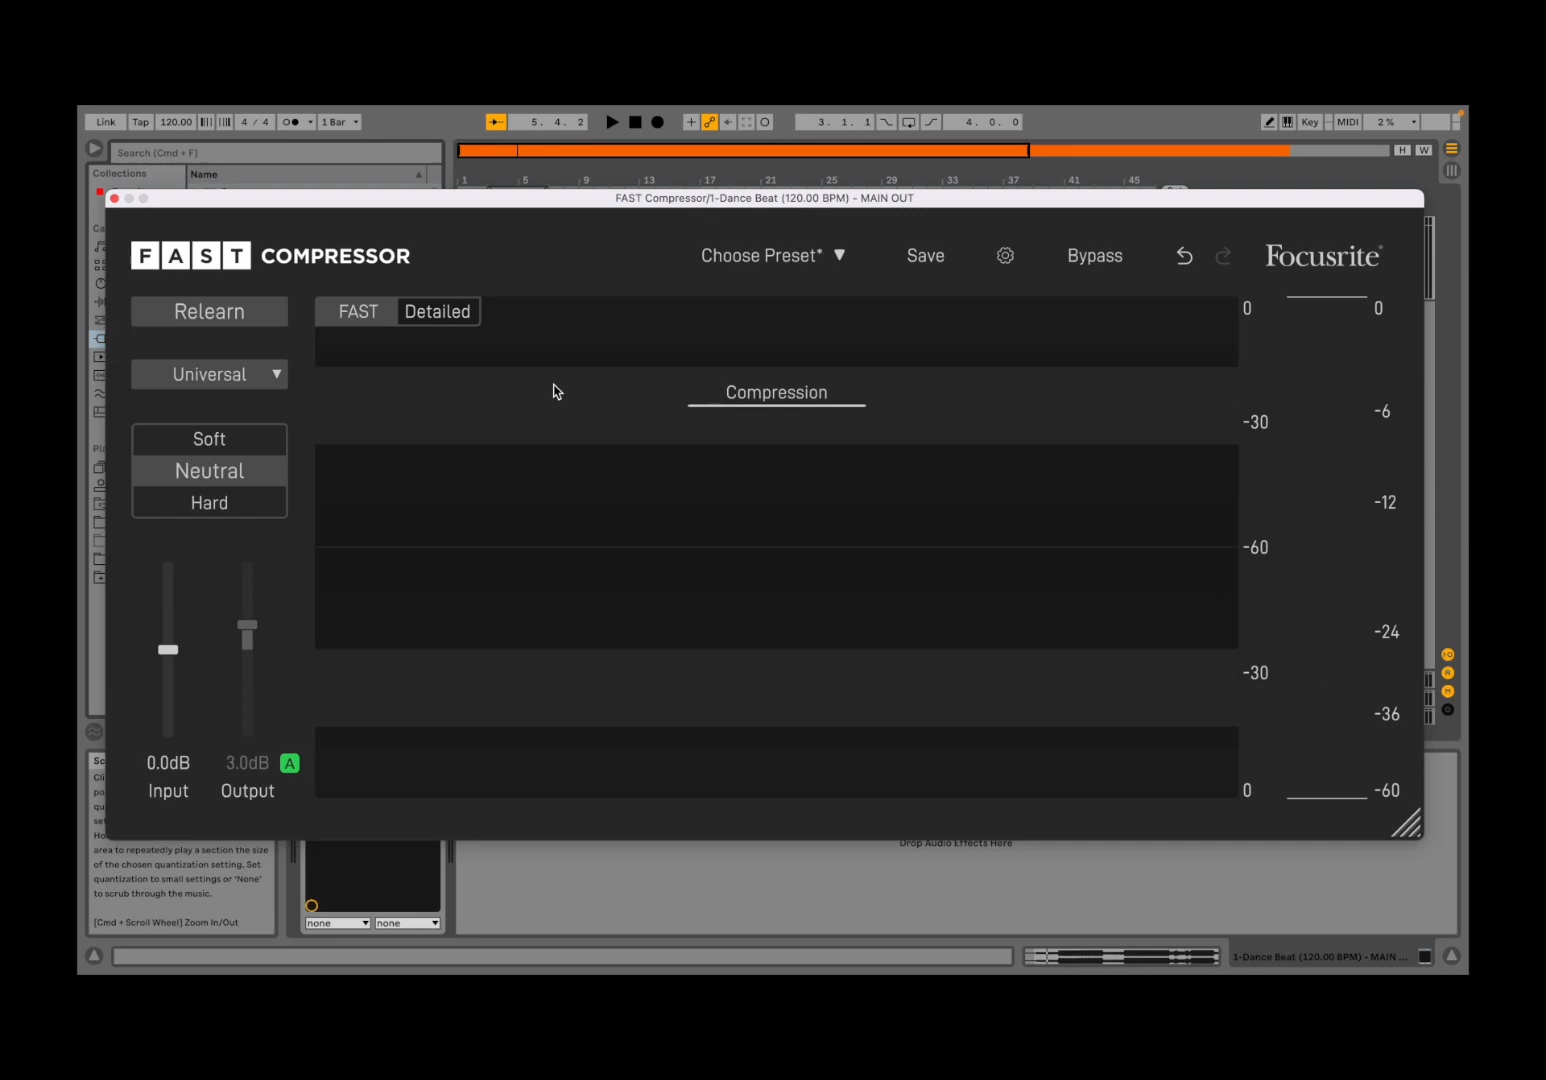 Link Tap 120.00 4 / 4 1 Bar 5. 4. 2 3. 1. 1 4. 0. 0 Key MIDI 2%
Search (Cmd + F) H W
Collections Name
1 5 9 13 17 21 25 29 33 37 41 45
FAST Compressor/1-Dance Beat (120.00 BPM) - MAIN OUT
FAST COMPRESSOR Choose Preset* Save Bypass Focusrite
Relearn FAST Detailed 0 0
Universal Compression
-30 -6
Soft
Neutral
Hard -12
-60
-24
-30
-36
0.0dB 3.0dB A
Input Output 0 -60
area to repeatedly play a section the size
of the chosen quantization setting. Set
quantization to small settings or 'None'
to scrub through the music.
[Cmd + Scroll Wheel] Zoom In/Out
Drop Audio Effects Here
none none
1-Dance Beat (120.00 BPM) - MAIN ...